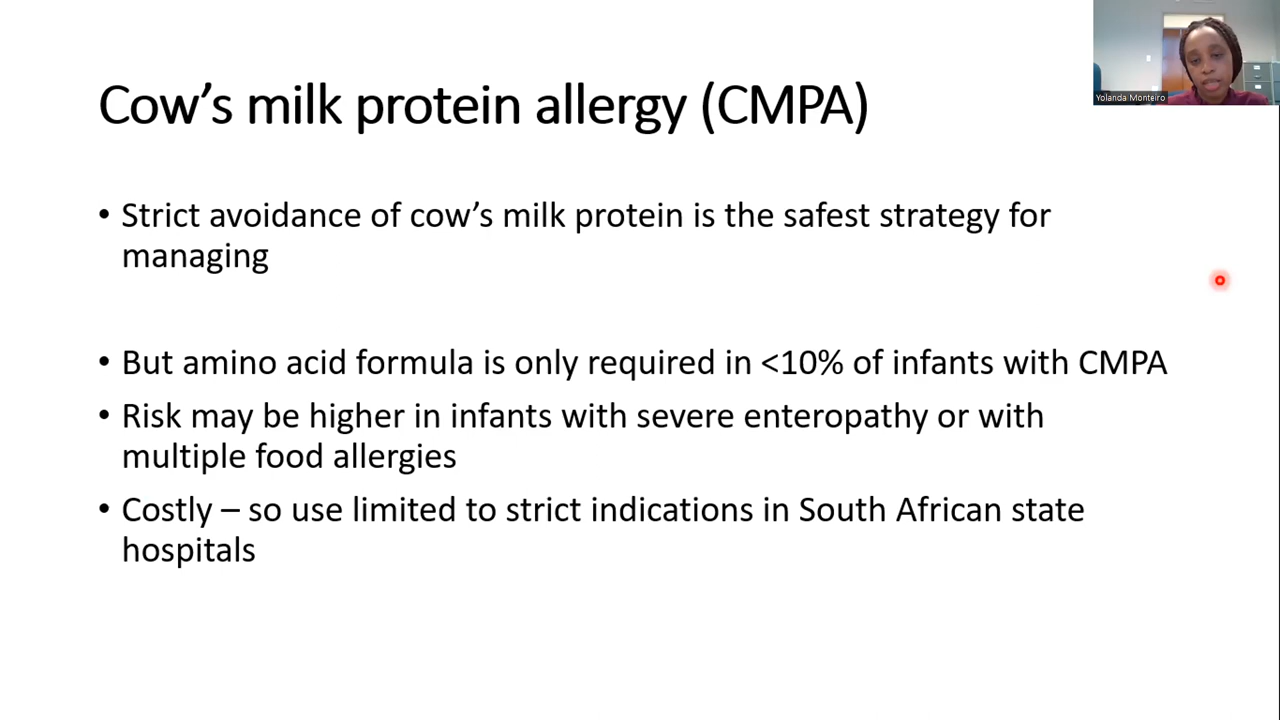 Yolanda Monteiro
Cow’s milk protein allergy (CMPA)
• Strict avoidance of cow’s milk protein is the safest strategy for
managing
• But amino acid formula is only required in <10% of infants with CMPA
• Risk may be higher in infants with severe enteropathy or with
multiple food allergies
• Costly – so use limited to strict indications in South African state
hospitals